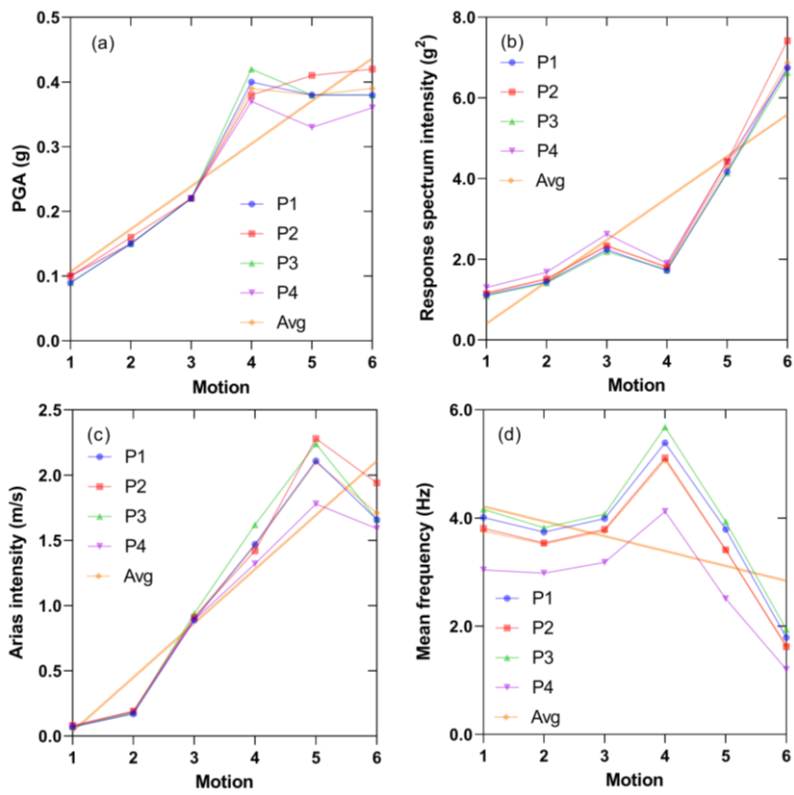 (a)
PGA (g)
0.5
0.4
0.3
0.2
0.1
0.0
P1
P2
P3
P4
Avg
1 2 3 4 5 6
Motion
(b)
Response spectrum intensity (g²)
8.0
6.0
4.0
2.0
0.0
P1
P2
P3
P4
Avg
1 2 3 4 5 6
Motion
(c)
Arias intensity (m/s)
2.5
2.0
1.5
1.0
0.5
0.0
P1
P2
P3
P4
Avg
1 2 3 4 5 6
Motion
(d)
Mean frequency (Hz)
6.0
4.0
2.0
0.0
P1
P2
P3
P4
Avg
1 2 3 4 5 6
Motion